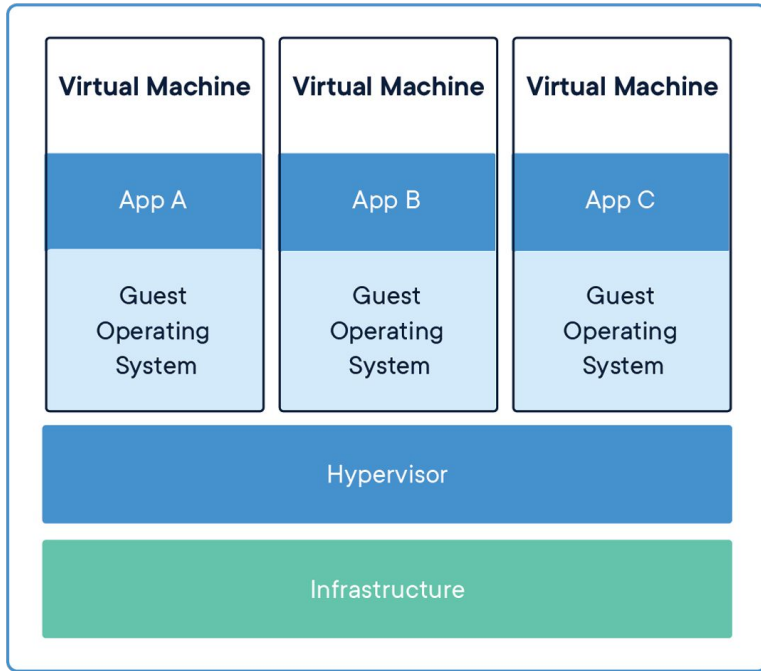 Virtual Machine
Virtual Machine
Virtual Machine
App A
App B
App C
Guest
Operating
System
Guest
Operating
System
Guest
Operating
System
Hypervisor
Infrastructure